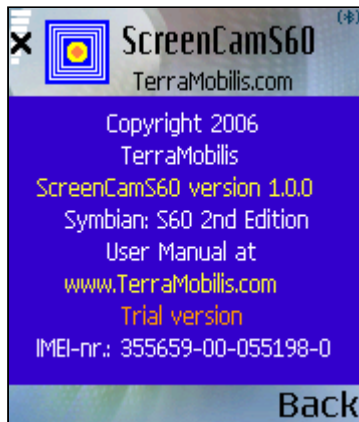 ScreenCamS60
TerraMobilis.com
Copyright 2006
TerraMobilis
ScreenCamS60 version 1.0.0
Symbian: S60 2nd Edition
User Manual at
www.TerraMobilis.com
Trial version
IMEI-nr.: 355659-00-055198-0
Back